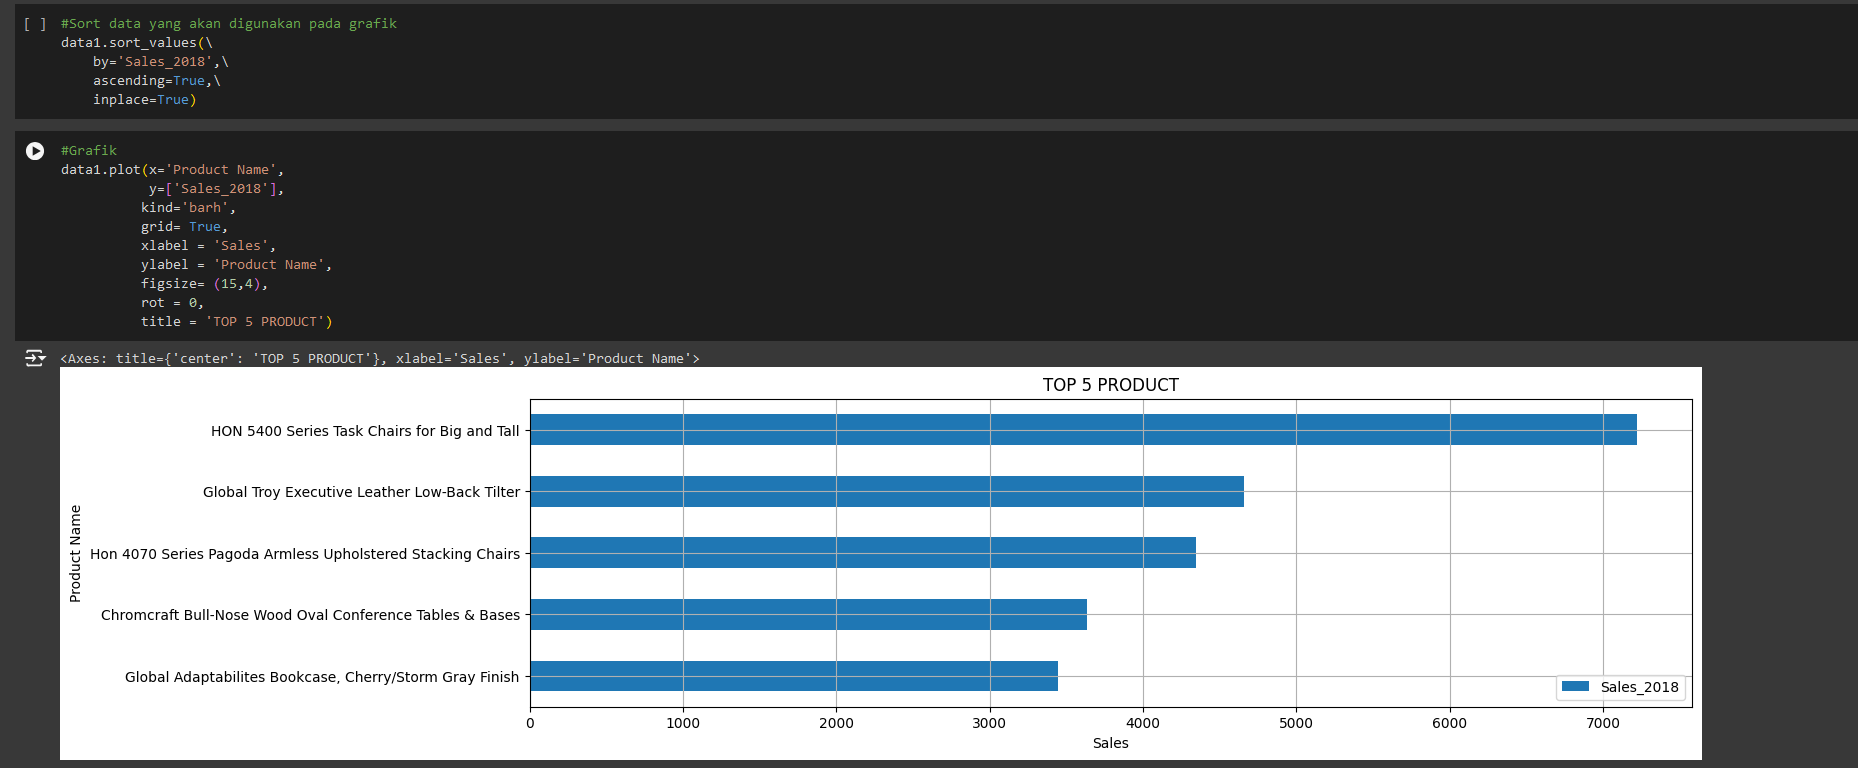 [ ] #Sort data yang akan digunakan pada grafik
data1.sort_values(\
    by='Sales_2018',\
    ascending=True,\
    inplace=True)
#Grafik
data1.plot(x='Product Name',
           y=['Sales_2018'],
          kind='barh',
          grid= True,
          xlabel = 'Sales',
          ylabel = 'Product Name',
          figsize= (15,4),
          rot = 0,
          title = 'TOP 5 PRODUCT')
<Axes: title={'center': 'TOP 5 PRODUCT'}, xlabel='Sales', ylabel='Product Name'>
TOP 5 PRODUCT
Product Name
HON 5400 Series Task Chairs for Big and Tall
Global Troy Executive Leather Low-Back Tilter
Hon 4070 Series Pagoda Armless Upholstered Stacking Chairs
Chromcraft Bull-Nose Wood Oval Conference Tables & Bases
Global Adaptabilites Bookcase, Cherry/Storm Gray Finish
Sales_2018
0 1000 2000 3000 4000 5000 6000 7000
Sales